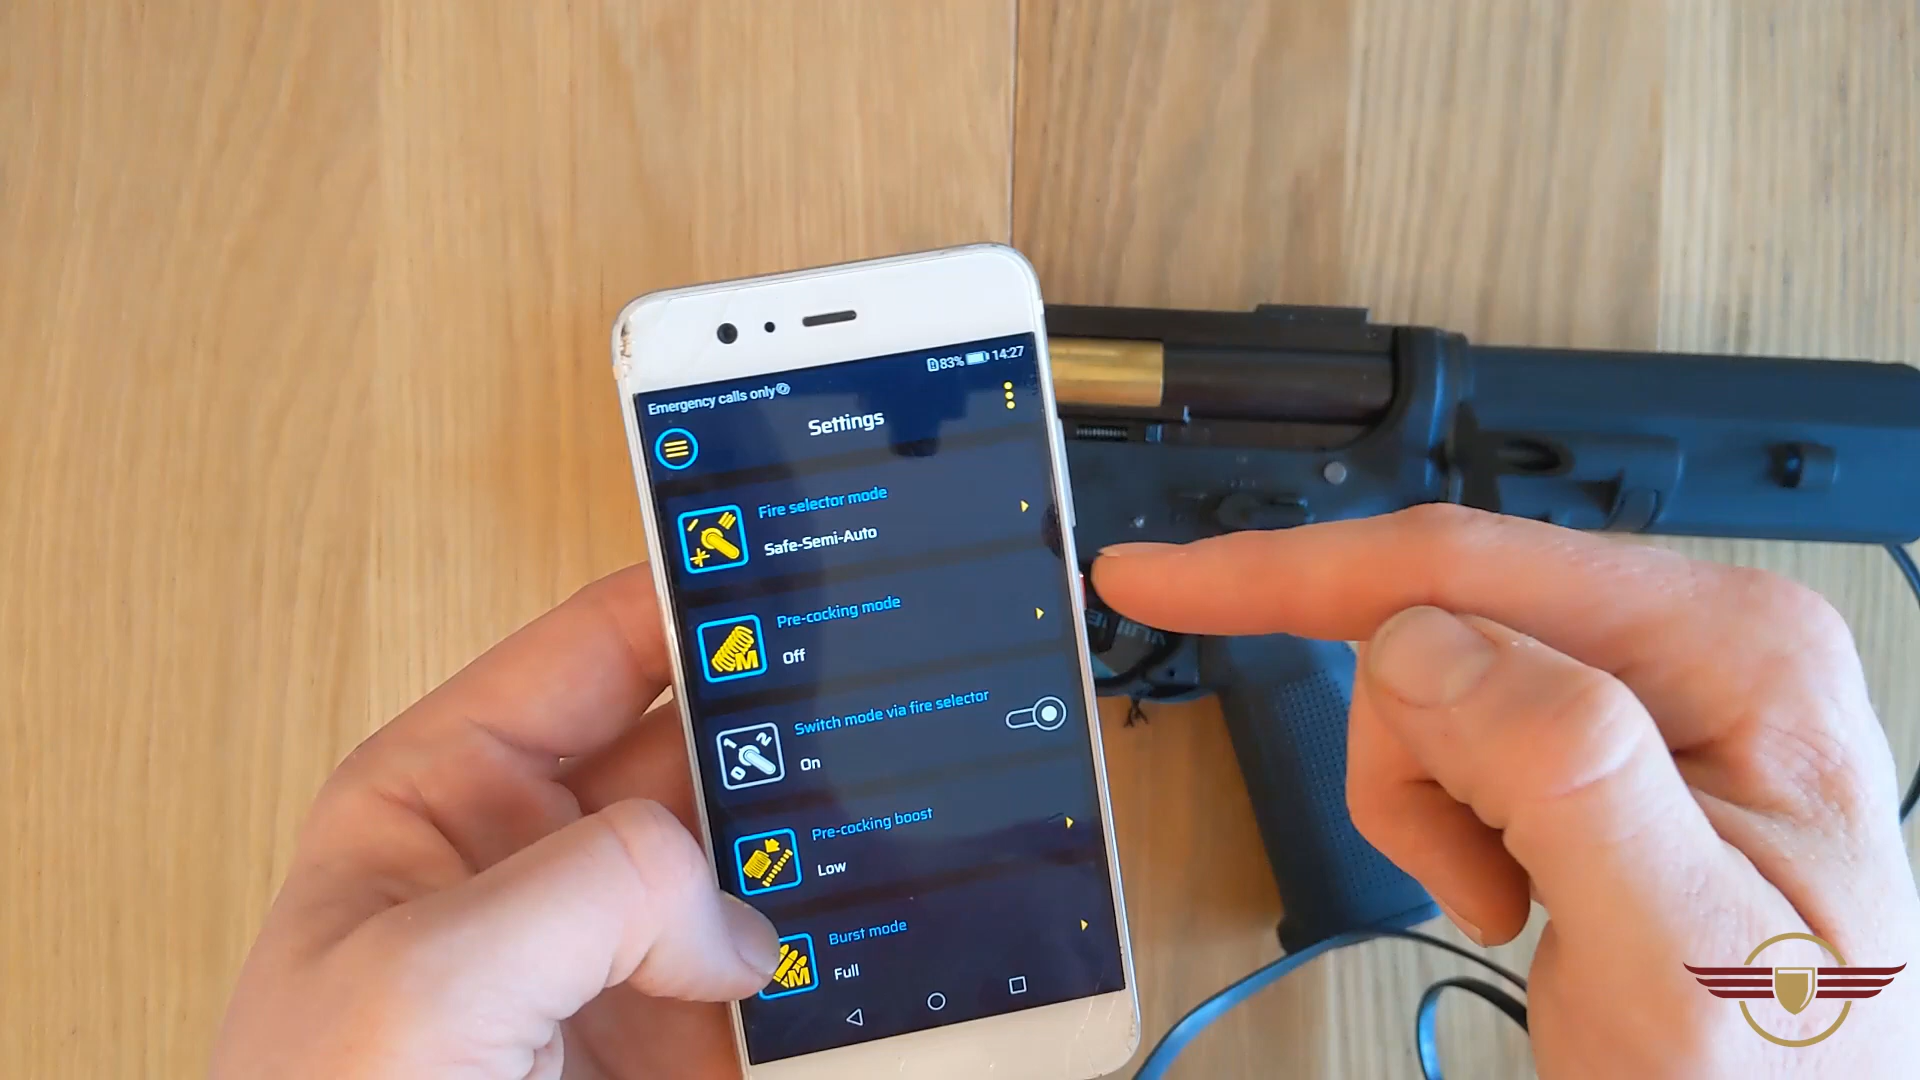 Emergency calls only
83% 14:27
Settings
Fire selector mode
Safe-Semi-Auto
Pre-cocking mode
Off
Switch mode via fire selector
On
Pre-cocking boost
Low
Burst mode
Full